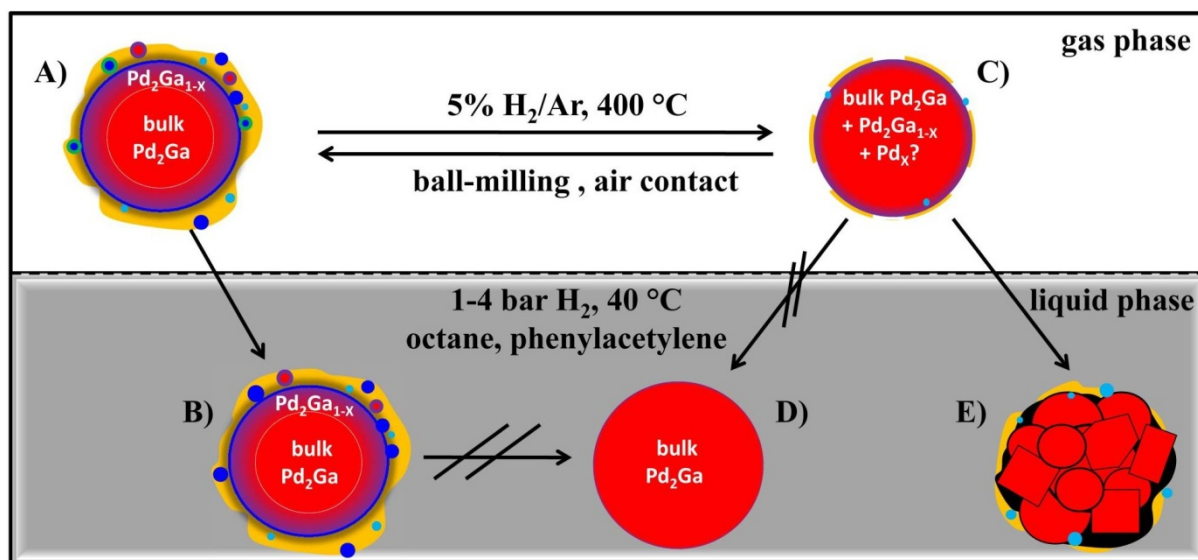 gas phase
A)
Pd₂Ga₁₋ₓ
bulk
Pd₂Ga
5% H₂/Ar, 400 °C
ball-milling , air contact
C)
bulk Pd₂Ga
+ Pd₂Ga₁₋ₓ
+ Pdₓ?
1-4 bar H₂, 40 °C
octane, phenylacetylene
liquid phase
B)
Pd₂Ga₁₋ₓ
bulk
Pd₂Ga
D)
bulk
Pd₂Ga
E)